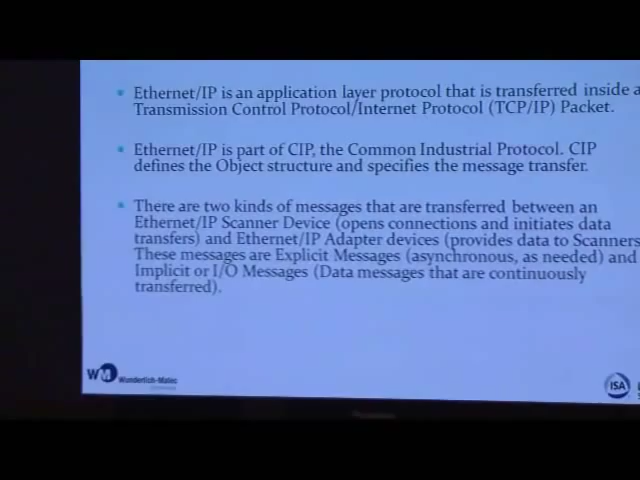 Ethernet/IP is an application layer protocol that is transferred inside a
Transmission Control Protocol/Internet Protocol (TCP/IP) Packet.
Ethernet/IP is part of CIP, the Common Industrial Protocol. CIP
defines the Object structure and specifies the message transfer.
There are two kinds of messages that are transferred between an
Ethernet/IP Scanner Device (opens connections and initiates data
transfers) and Ethernet/IP Adapter devices (provides data to Scanners
These messages are Explicit Messages (asynchronous, as needed) and
Implicit or I/O Messages (Data messages that are continuously
transferred).
WM Wunderlich-Malec
ISA